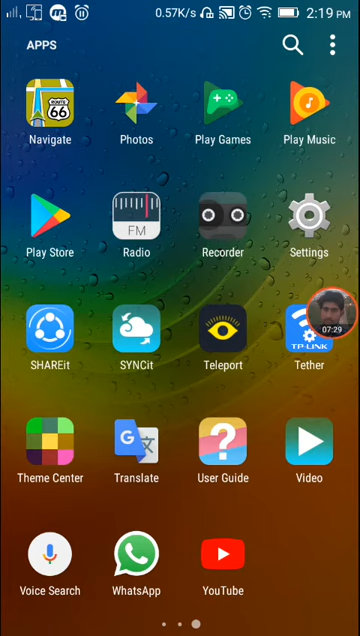 0.57K/s 2:19 PM
APPS
ROUTE
66
Navigate Photos Play Games Play Music
FM
Play Store Radio Recorder Settings
07:29
TP-LINK
SHAREit SYNCit Teleport Tether
G 文
?
Theme Center Translate User Guide Video
Voice Search WhatsApp YouTube